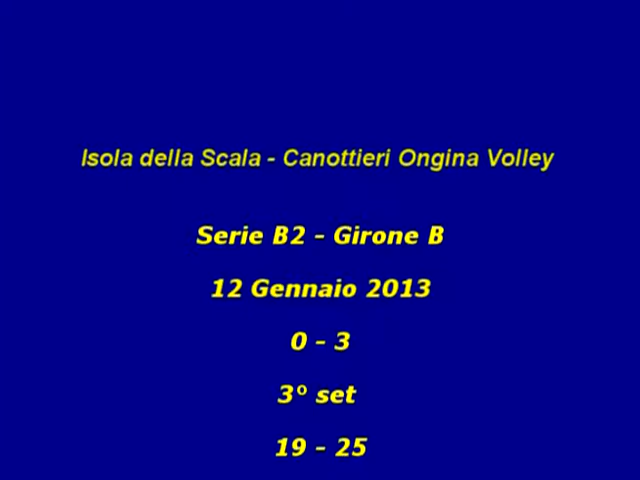 Isola della Scala - Canottieri Ongina Volley
Serie B2 - Girone B
12 Gennaio 2013
0 - 3
3° set
19 - 25